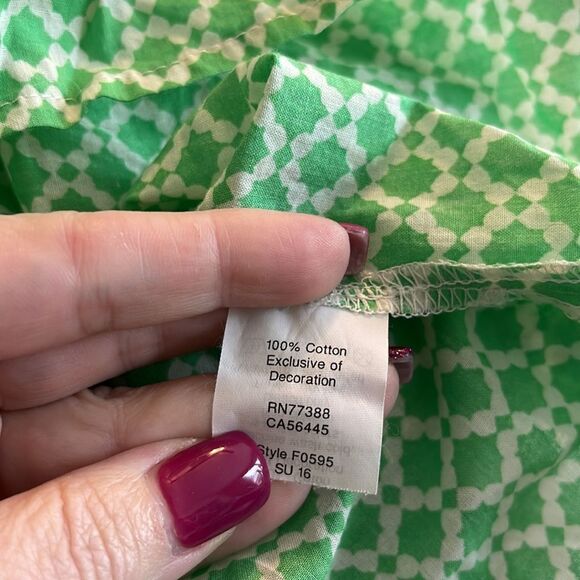 100% Cotton
Exclusive of
Decoration
RN77388
CA56445
Style F0595
SU 16